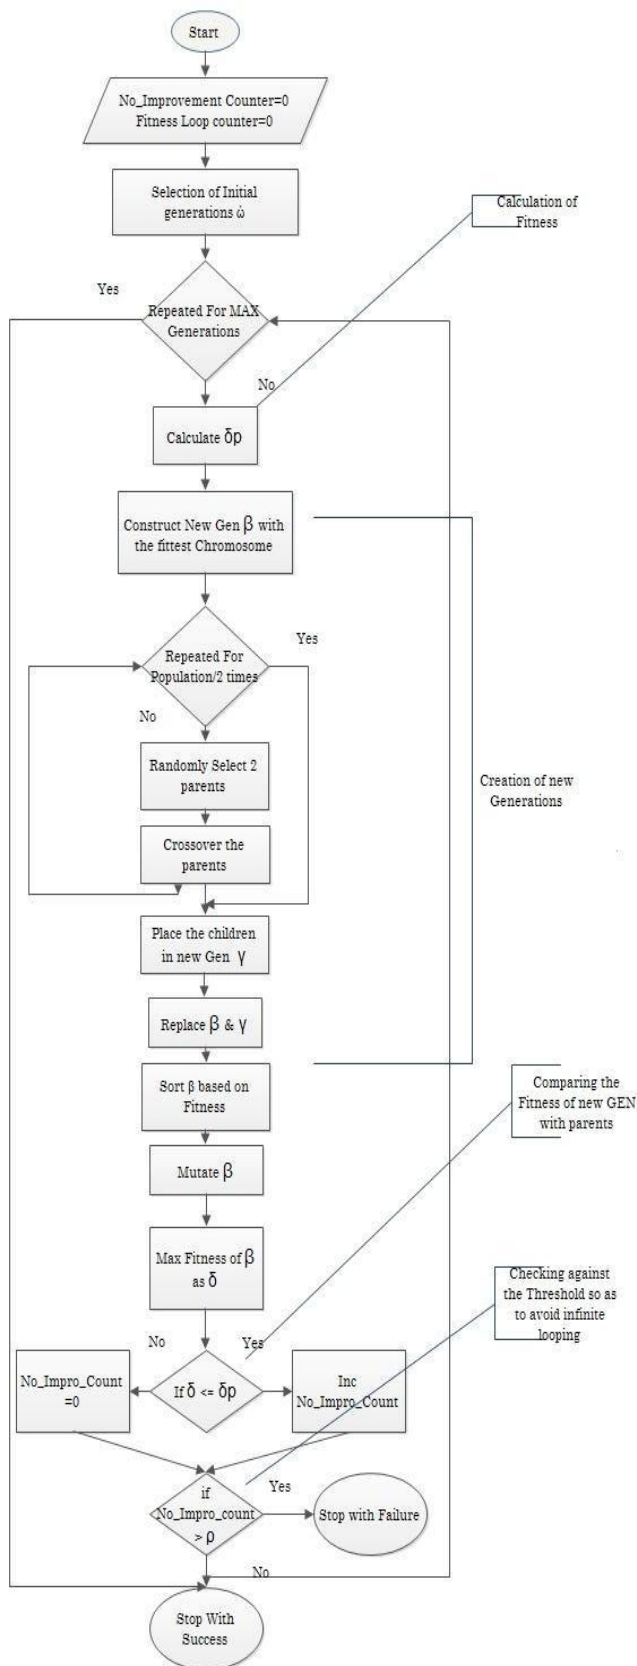 Start
No_Improvement Counter=0
Fitness Loop counter=0
Selection of Initial
generations ώ
Calculation of
Fitness
Yes
Repeated For MAX
Generations
No
Calculate δp
Construct New Gen β with
the fittest Chromosome
Yes
Repeated For
Population/2 times
No
Randomly Select 2
parents
Creation of new
Generations
Crossover the
parents
Place the children
in new Gen γ
Replace β & γ
Sort β based on
Fitness
Comparing the
Fitness of new GEN
with parents
Mutate β
Max Fitness of β
as δ
Checking against
the Threshold so as
to avoid infinite
looping
No
Yes
No_Impro_Count
=0
If δ <= δp
Inc
No_Impro_Count
if
No_Impro_count
> ρ
Yes
Stop with Failure
No
Stop With
Success